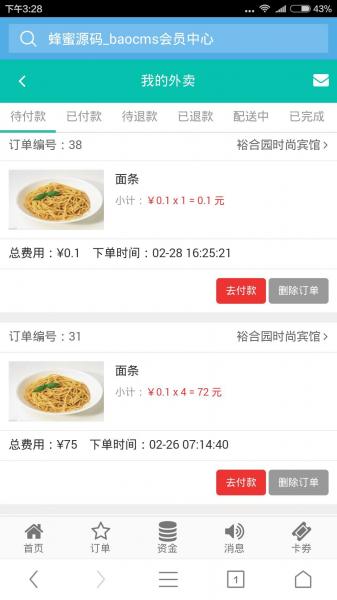 下午3:28 43%
蜂蜜源码_baocms会员中心
我的外卖
待付款 已付款 待退款 已退款 配送中 已完成
订单编号：38 裕合园时尚宾馆
面条
小计：￥0.1 x 1 = 0.1 元
总费用：¥0.1 下单时间：02-28 16:25:21
去付款 删除订单
订单编号：31 裕合园时尚宾馆
面条
小计：￥0.1 x 4 = 72 元
总费用：¥75 下单时间：02-26 07:14:40
去付款 删除订单
首页 订单 资金 消息 卡券
1